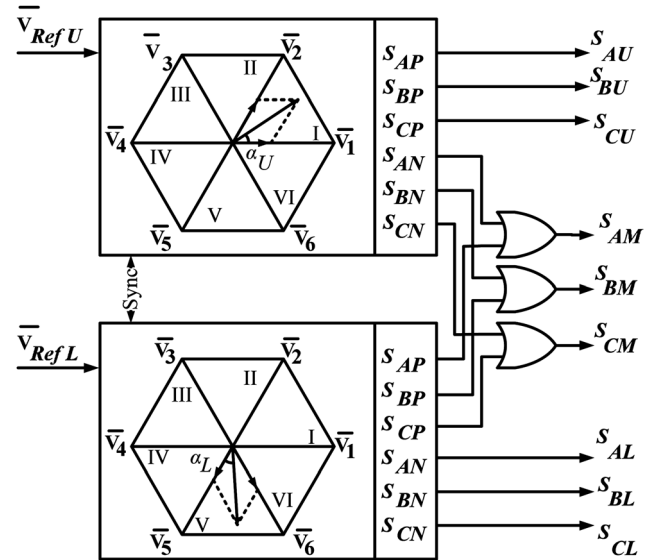 V̅ Ref U
V̅3 V̅2
II
III
I
V̅4 V̅1
IV
αU
VI
V
V̅5 V̅6
SAP
SBP
SCP
SAN
SBN
SCN
SAU
SBU
SCU
SAM
SBM
SCM
Sync
V̅ Ref L
V̅3 V̅2
II
III
I
V̅4 V̅1
IV
αL
VI
V
V̅5 V̅6
SAP
SBP
SCP
SAN
SBN
SCN
SAL
SBL
SCL